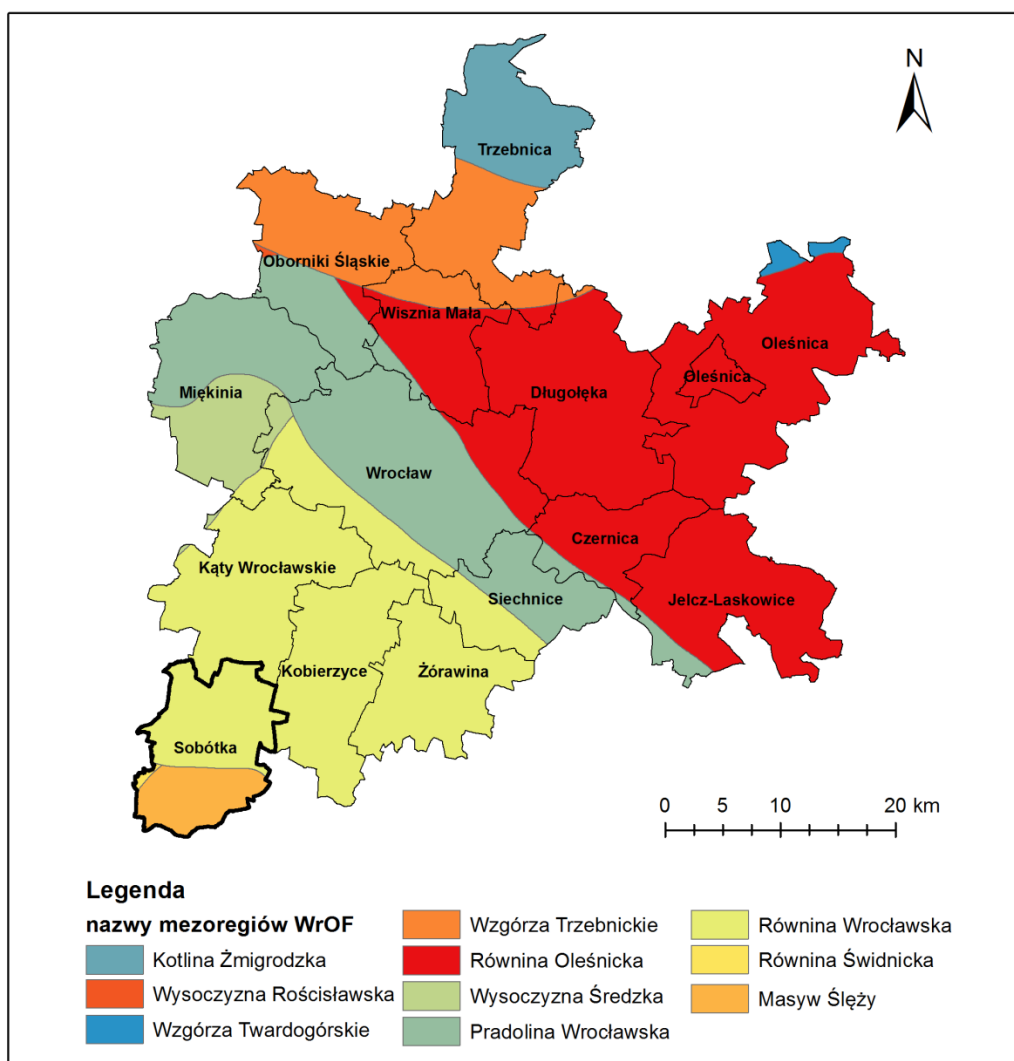 N
Trzebnica
Oborniki Śląskie
Wisznia Mała
Oleśnica
Oleśnica
Długołęka
Miękinia
Wrocław
Czernica
Kąty Wrocławskie
Siechnice
Jelcz-Laskowice
Kobierzyce
Żórawina
Sobótka
0 5 10 20 km
Legenda
nazwy mezoregiów WrOF
Kotlina Żmigrodzka
Wysoczyzna Rościsławska
Wzgórza Twardogórskie
Wzgórza Trzebnickie
Równina Oleśnicka
Wysoczyzna Średzka
Pradolina Wrocławska
Równina Wrocławska
Równina Świdnicka
Masyw Ślęży